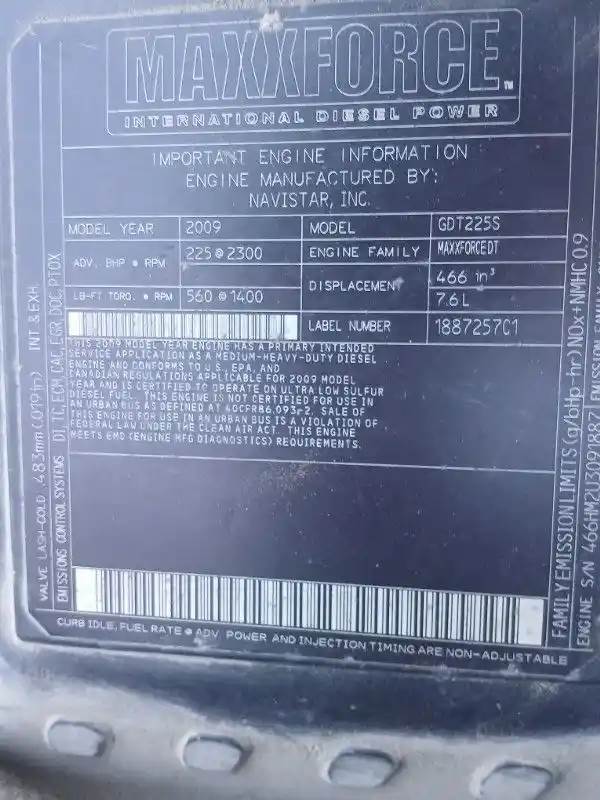 MAXXFORCE™
INTERNATIONAL DIESEL POWER
IMPORTANT ENGINE INFORMATION
ENGINE MANUFACTURED BY:
NAVISTAR, INC.
MODEL YEAR 2009 MODEL GDT225S
ADV. BHP @ RPM 225@2300 ENGINE FAMILY MAXXFORCEDT
DISPLACEMENT 466 in³
LB-FT TORQ. @ RPM 560@1400 7.6L
LABEL NUMBER 1887257C1
THIS 2009 MODEL YEAR ENGINE HAS A PRIMARY INTENDED
SERVICE APPLICATION AS A MEDIUM-HEAVY-DUTY DIESEL
ENGINE AND CONFORMS TO U.S. EPA, AND
CANADIAN REGULATIONS APPLICABLE FOR 2009 MODEL
YEAR AND IS CERTIFIED TO OPERATE ON ULTRA LOW SULFUR
DIESEL FUEL. THIS ENGINE IS NOT CERTIFIED FOR USE IN
AN URBAN BUS AS DEFINED AT 40CFR86.093r2. SALE OF
THIS ENGINE FOR USE IN AN URBAN BUS IS A VIOLATION OF
FEDERAL LAW UNDER THE CLEAN AIR ACT. THIS ENGINE
MEETS EMD (ENGINE MFG DIAGNOSTICS) REQUIREMENTS.
CURB IDLE, FUEL RATE @ ADV. POWER AND INJECTION TIMING ARE NON-ADJUSTABLE
VALVE LASH-COLD .483mm (.019in) INT & EXH.
EMISSIONS CONTROL SYSTEMS DI, TC, ECM, CAC, EGR, DOC, PTOX
FAMILY EMISSION LIMITS (g/bHp-hr) NOx+NMHC 0.9
ENGINE S/N 466HM2U3091887